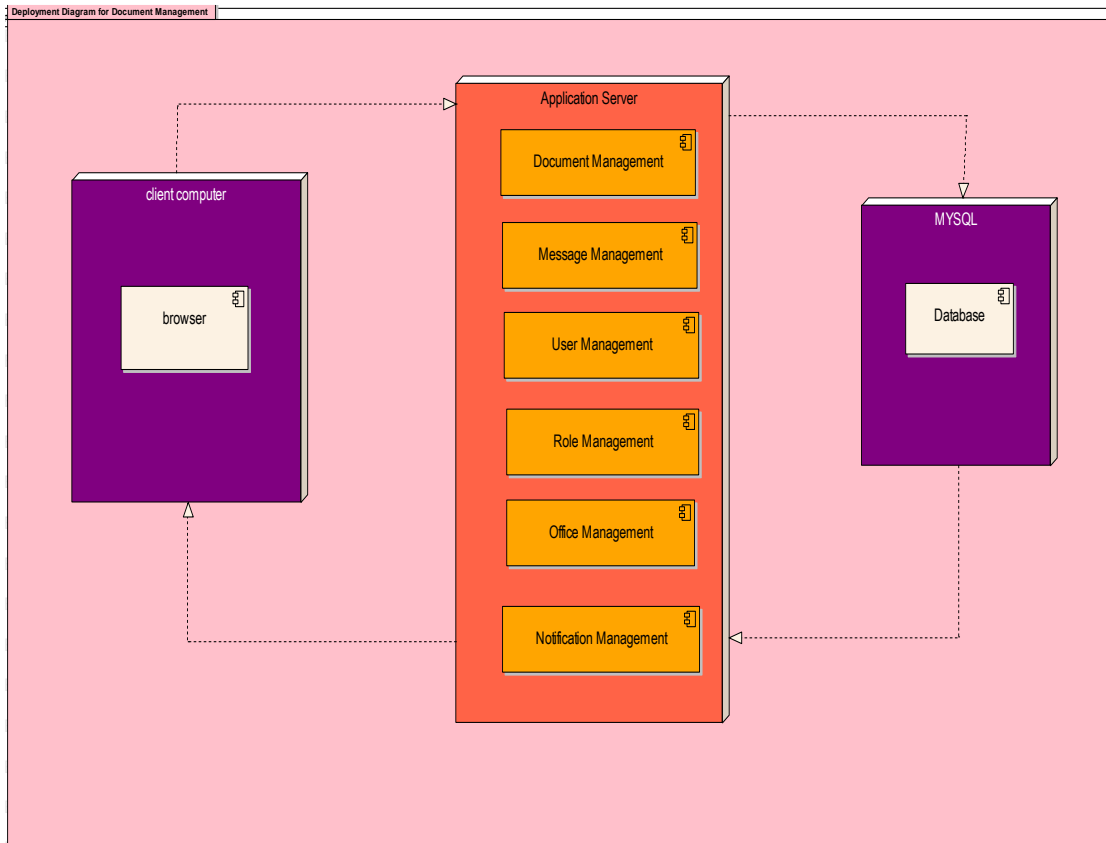 Deployment Diagram for Document Management
Application Server
Document Management
Message Management
User Management
Role Management
Office Management
Notification Management
client computer
browser
MYSQL
Database